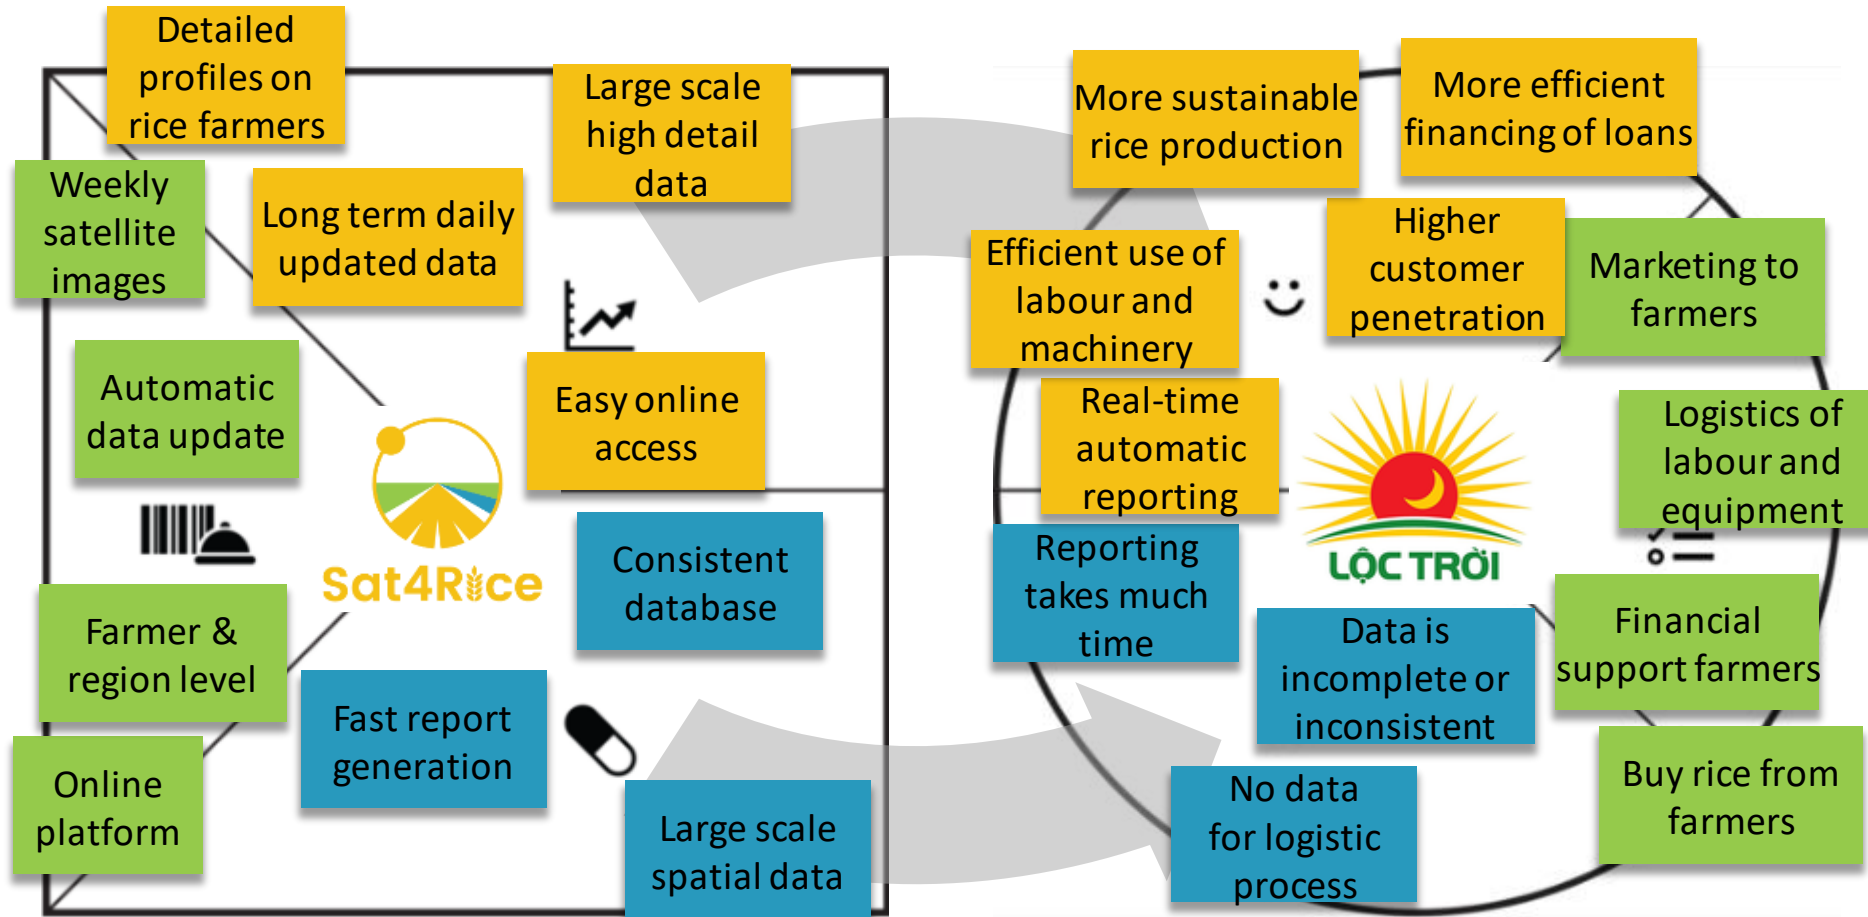 Detailed
profiles on
rice farmers
Large scale
high detail
data
Weekly
satellite
images
Long term daily
updated data
Automatic
data update
Easy online
access
Sat4Rice
Consistent
database
Farmer &
region level
Fast report
generation
Online
platform
Large scale
spatial data
More sustainable
rice production
More efficient
financing of loans
Efficient use of
labour and
machinery
Higher
customer
penetration
Marketing to
farmers
Real-time
automatic
reporting
Logistics of
labour and
equipment
LỘC TRỜI
Reporting
takes much
time
Data is
incomplete or
inconsistent
Financial
support farmers
No data
for logistic
process
Buy rice from
farmers